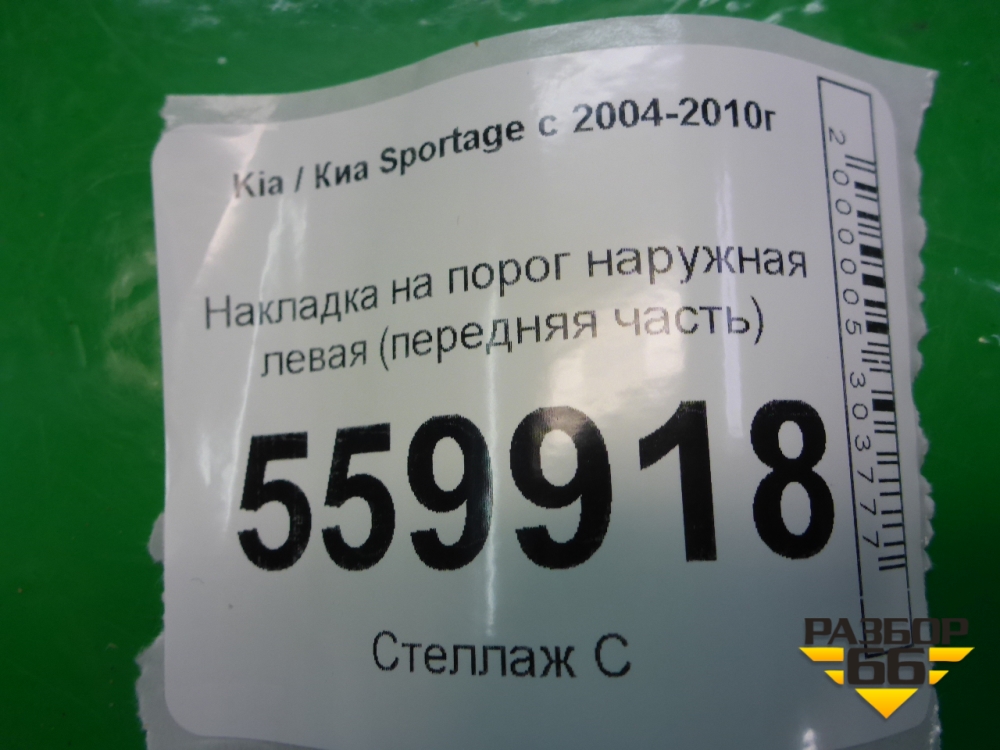 Kia / Киа Sportage с 2004-2010г
Накладка на порог наружная
левая (передняя часть)
559918
Стеллаж С
2000005303777
РАЗБОР
66